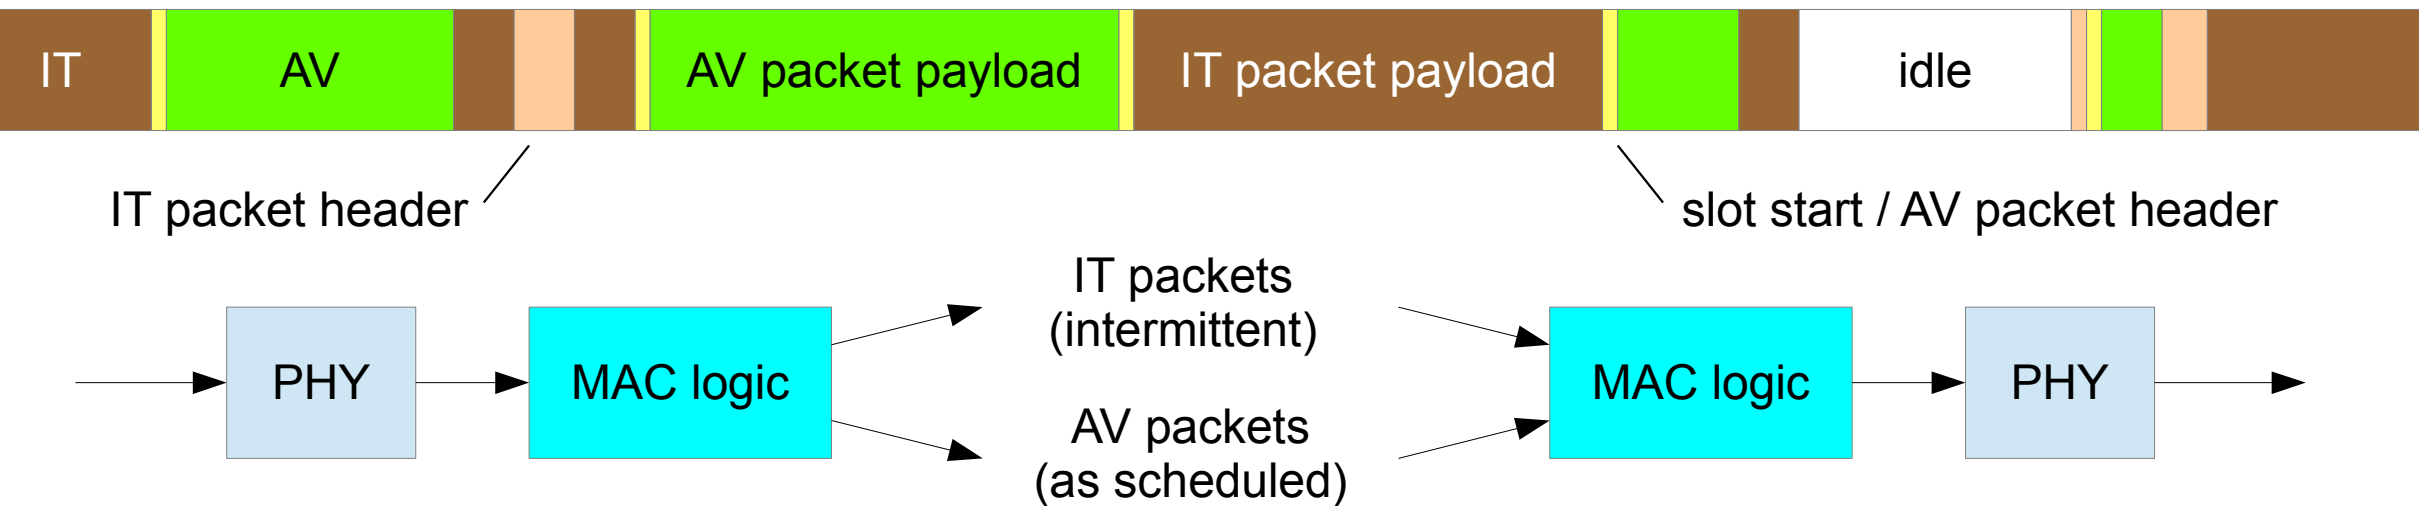 IT
AV
AV packet payload
IT packet payload
idle
IT packet header
slot start / AV packet header
IT packets
(intermittent)
PHY
MAC logic
MAC logic
PHY
AV packets
(as scheduled)